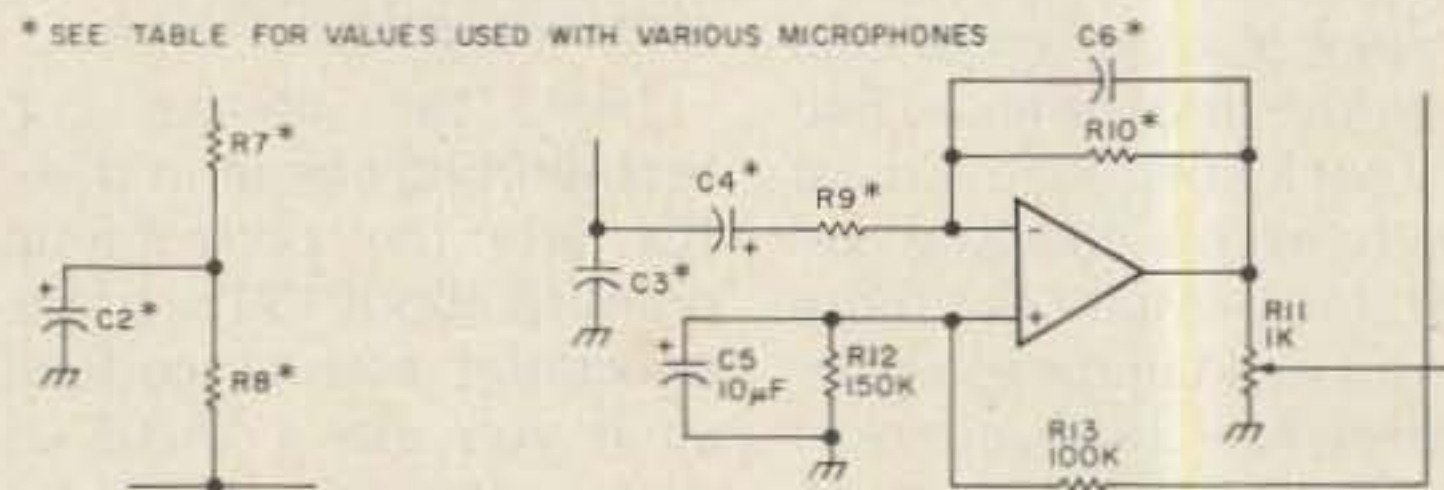 * SEE TABLE FOR VALUES USED WITH VARIOUS MICROPHONES
C6*
R7*
R10*
C4*
R9*
-
+
C3*
+
C2*
+
R11
1K
+
C5
10µF
R12
150K
R8*
R13
100K